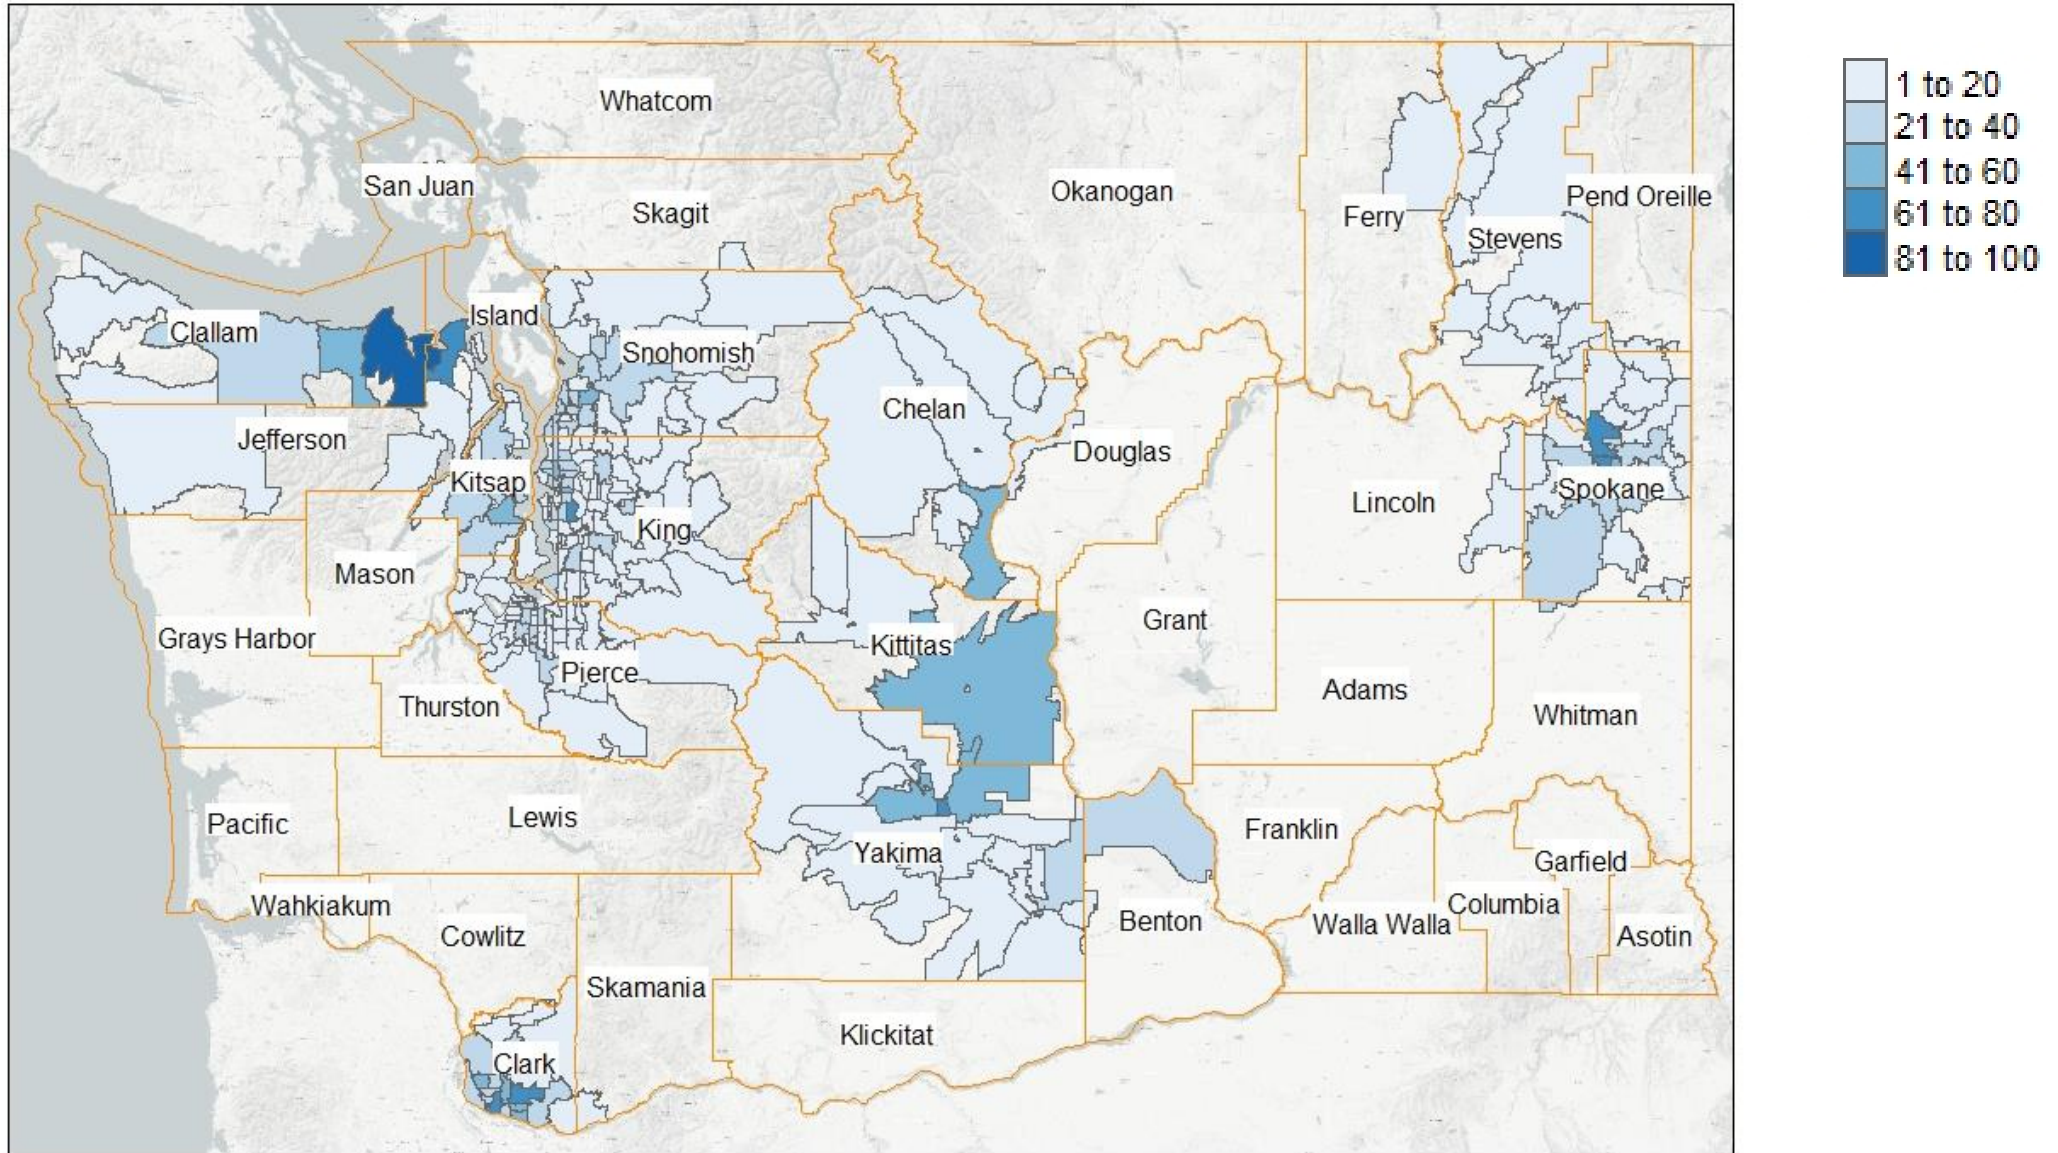 Whatcom
1 to 20
21 to 40
41 to 60
61 to 80
81 to 100
San Juan
Skagit
Okanogan
Ferry
Pend Oreille
Stevens
Clallam
Island
Snohomish
Chelan
Jefferson
Douglas
Kitsap
King
Lincoln
Spokane
Mason
Grays Harbor
Kittitas
Grant
Pierce
Thurston
Adams
Whitman
Pacific
Lewis
Yakima
Franklin
Garfield
Wahkiakum
Cowlitz
Benton
Walla Walla
Columbia
Asotin
Skamania
Klickitat
Clark